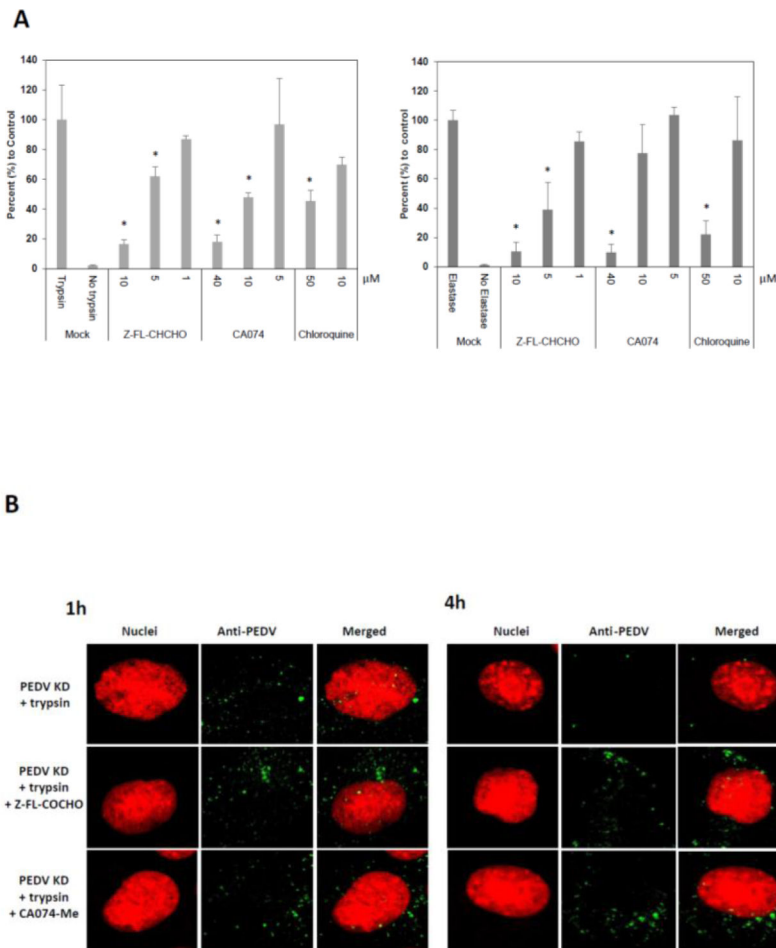 A
Percent (%) to Control
140
120
100
80
60
40
20
0
* * * * *
Trypsin
No trypsin
10
5
1
40
10
5
50
10
μM
Mock
Z-FL-CHCHO
CA074
Chloroquine
Percent (%) to control
140
120
100
80
60
40
20
0
* * * *
Elastase
No Elastase
10
5
1
40
10
5
50
10
μM
Mock
Z-FL-CHCHO
CA074
Chloroquine
B
1h
4h
Nuclei
Anti-PEDV
Merged
Nuclei
Anti-PEDV
Merged
PEDV KD
+ trypsin
PEDV KD
+ trypsin
+ Z-FL-COCHO
PEDV KD
+ trypsin
+ CA074-Me